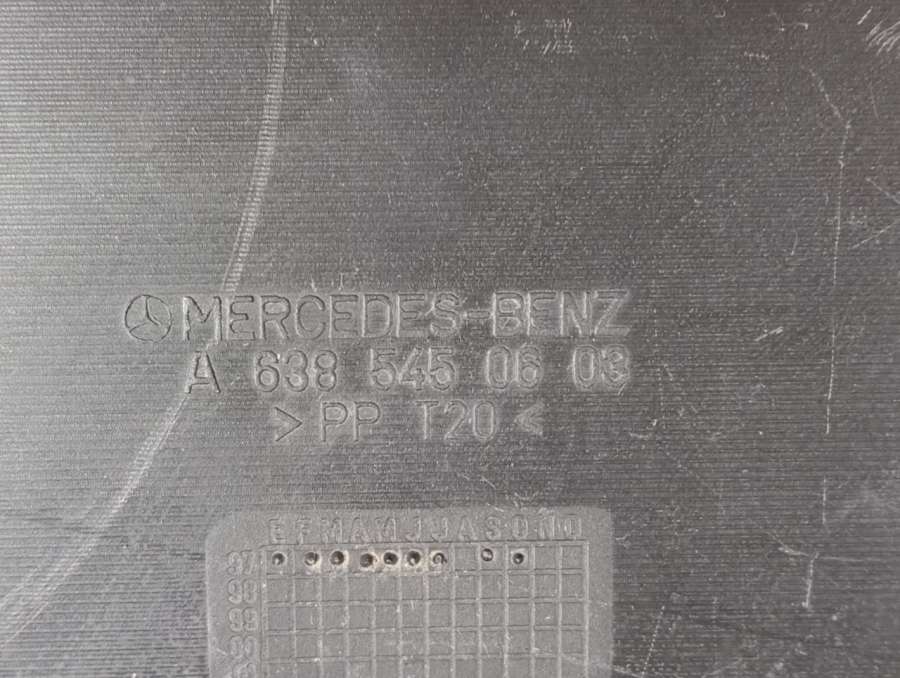 MERCEDES-BENZ
A 638 545 06 03
>PP T20<
E F M A M J J A S O N D
97
98
99